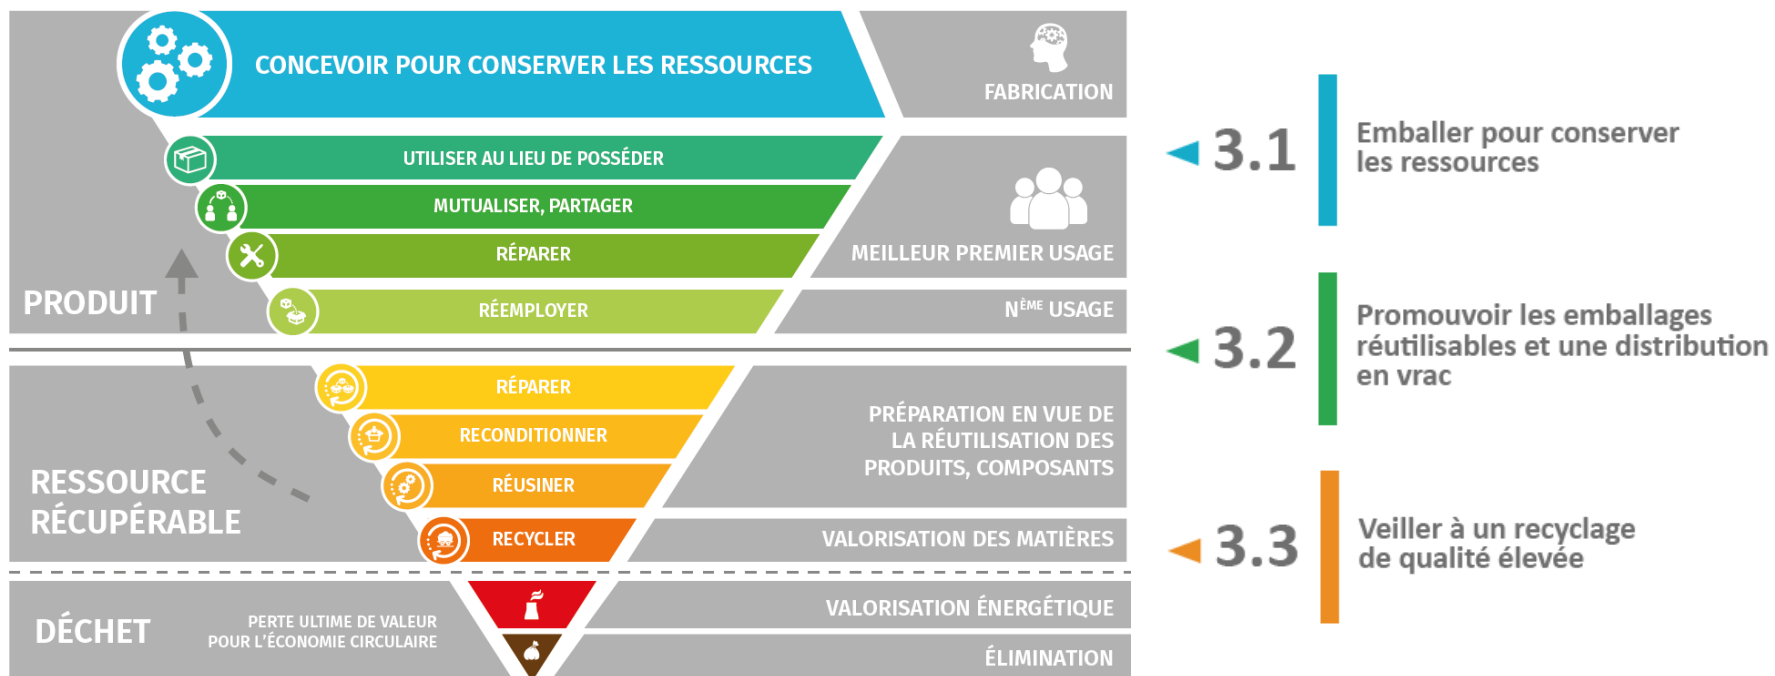 CONCEVOIR POUR CONSERVER LES RESSOURCES
FABRICATION
UTILISER AU LIEU DE POSSÉDER
MUTUALISER, PARTAGER
RÉPARER
MEILLEUR PREMIER USAGE
PRODUIT
RÉEMPLOYER
NÈME USAGE
RÉPARER
RECONDITIONNER
RÉUSINER
PRÉPARATION EN VUE DE
LA RÉUTILISATION DES
PRODUITS, COMPOSANTS
RESSOURCE
RÉCUPÉRABLE
RECYCLER
VALORISATION DES MATIÈRES
DÉCHET
PERTE ULTIME DE VALEUR
POUR L'ÉCONOMIE CIRCULAIRE
VALORISATION ÉNERGÉTIQUE
ÉLIMINATION
3.1
Emballer pour conserver
les ressources
3.2
Promouvoir les emballages
réutilisables et une distribution
en vrac
3.3
Veiller à un recyclage
de qualité élevée